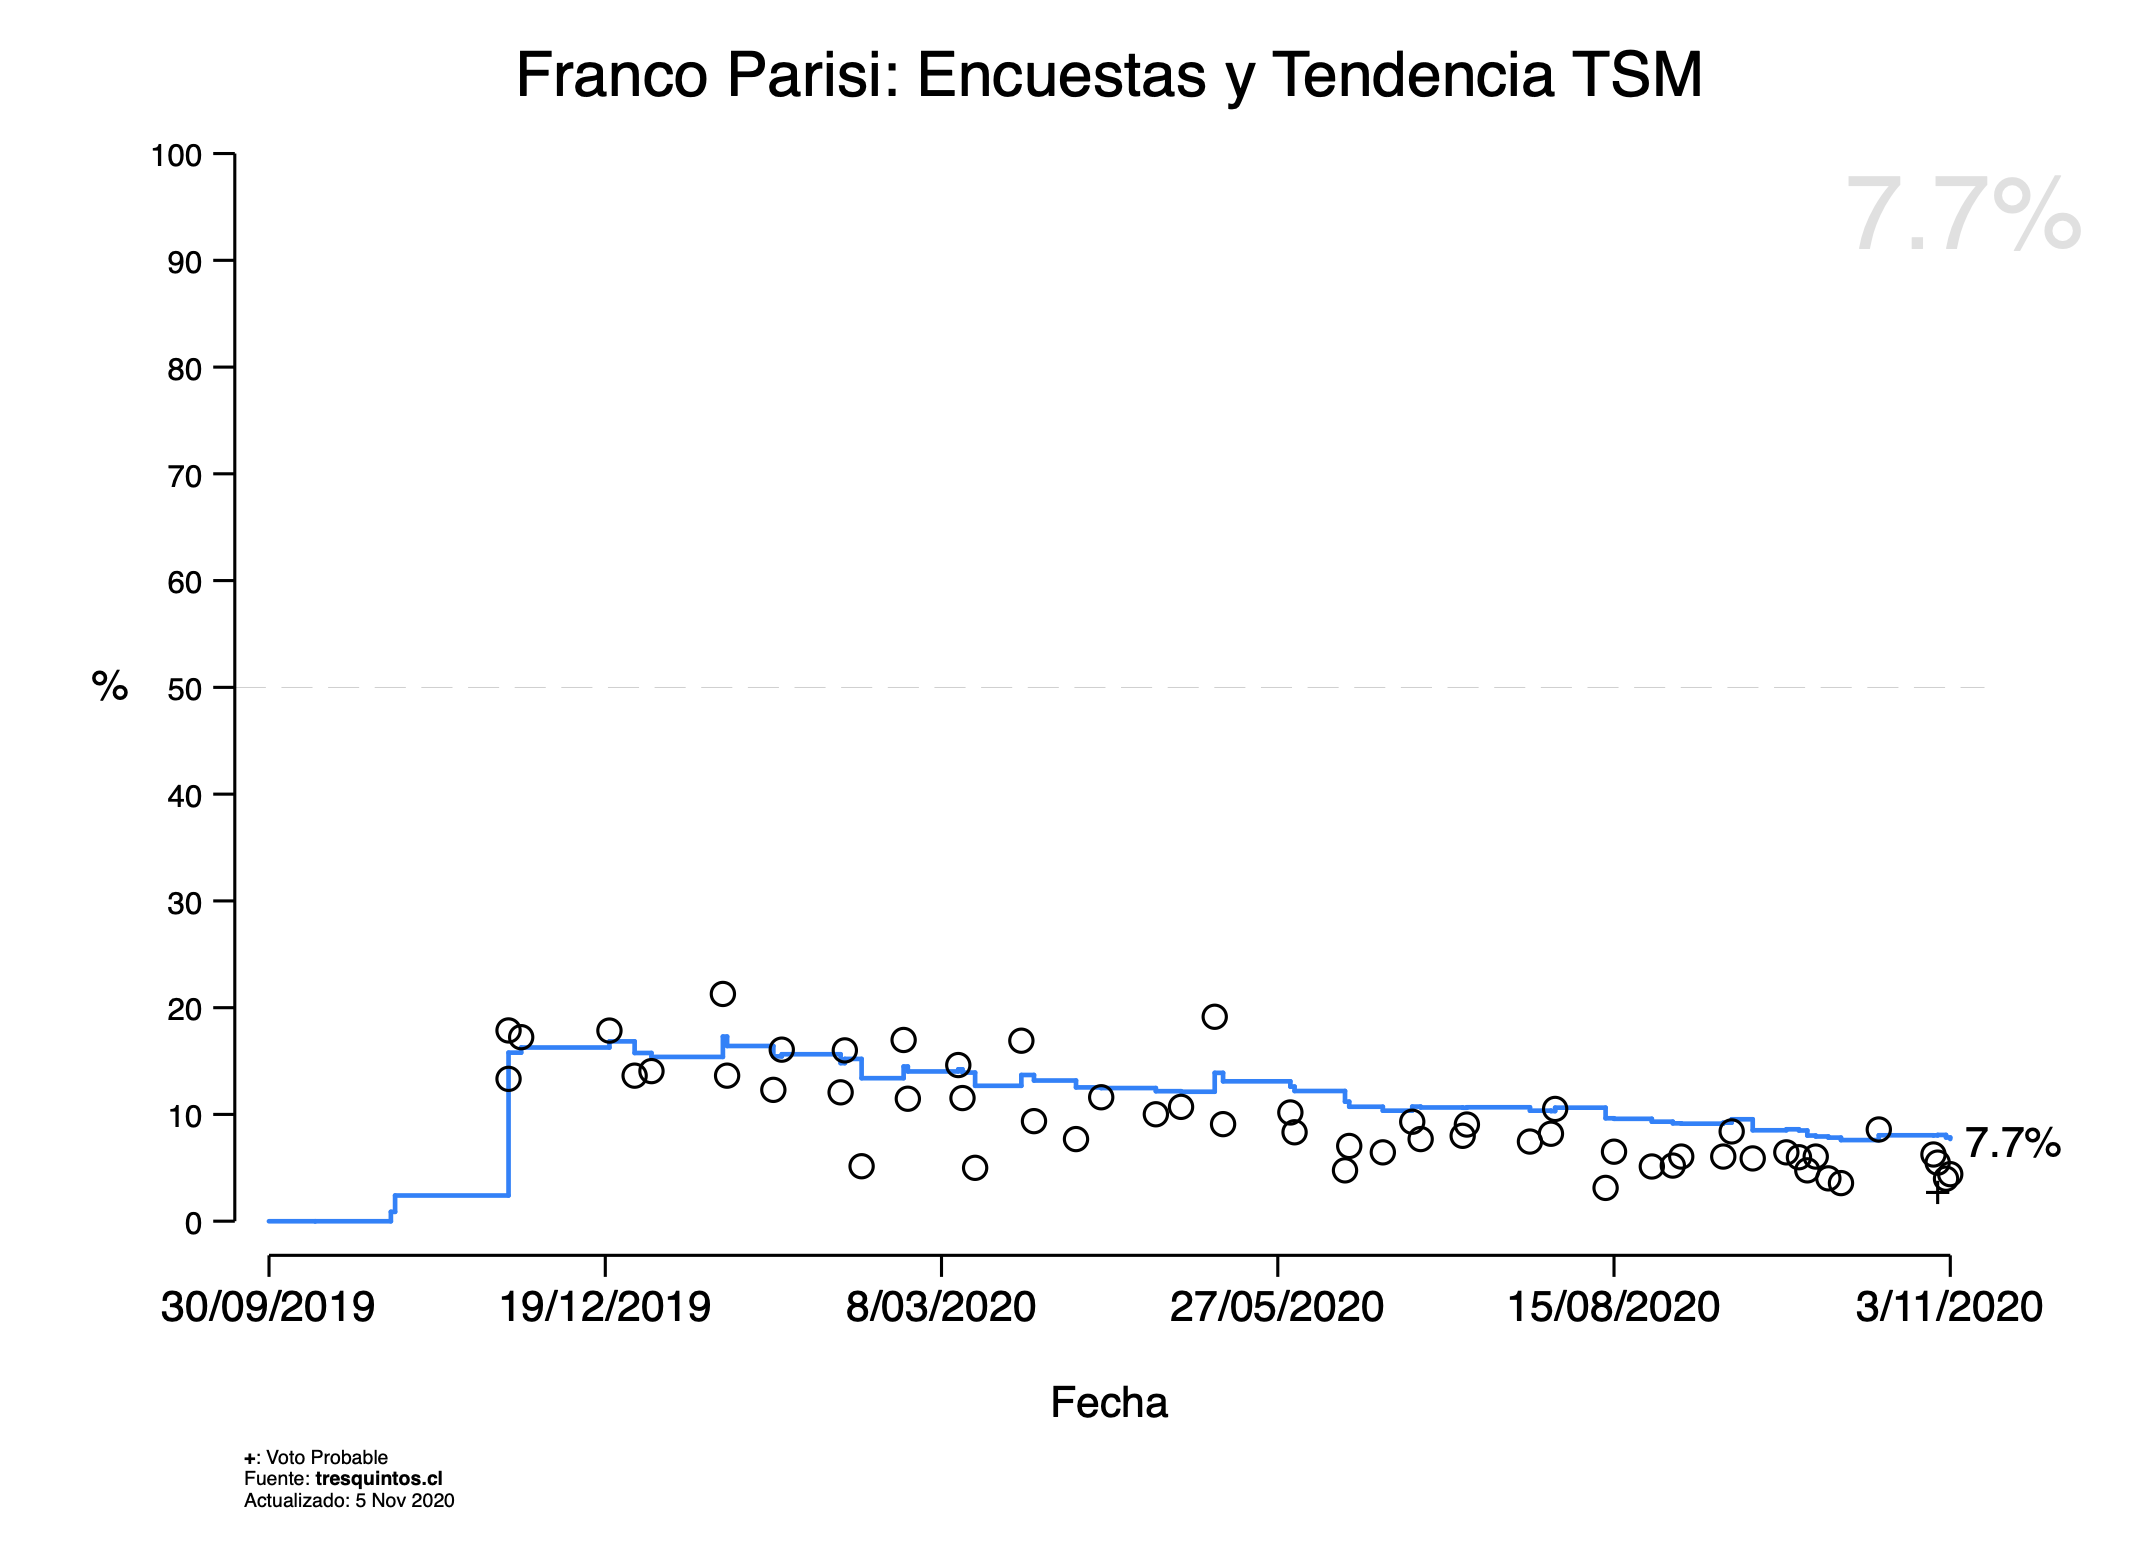 Franco Parisi: Encuestas y Tendencia TSM
7.7%
100
90
80
70
60
% 50
40
30
20
10
7.7%
0
30/09/2019 19/12/2019 8/03/2020 27/05/2020 15/08/2020 3/11/2020
Fecha
+: Voto Probable
Fuente: tresquintos.cl
Actualizado: 5 Nov 2020